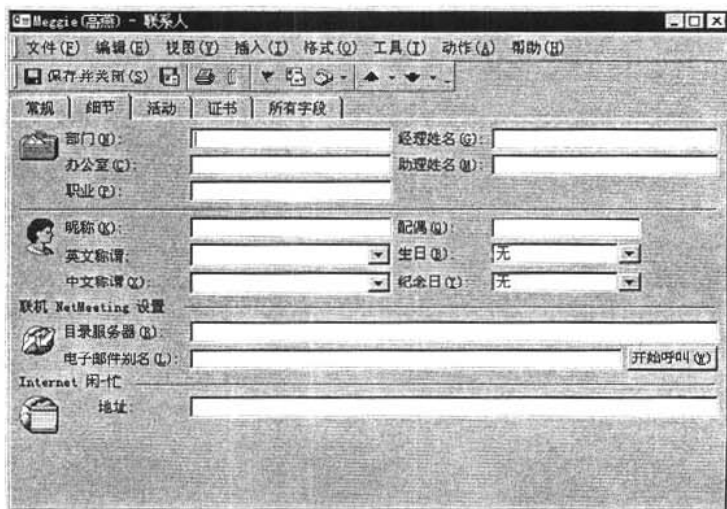 Meggie(高燕) - 联系人
文件(F) 编辑(E) 视图(V) 插入(I) 格式(O) 工具(T) 动作(A) 帮助(H)
保存并关闭(S)
常规 细节 活动 证书 所有字段
部门(N): 经理姓名(G):
办公室(C): 助理姓名(M):
职业(P):
昵称(K): 配偶(Q):
英文称谓: 生日(B): 无
中文称谓(X): 纪念日(Y): 无
联机 NetMeeting 设置
目录服务器(R):
电子邮件别名(L): 开始呼叫(W)
Internet 闲-忙
地址: